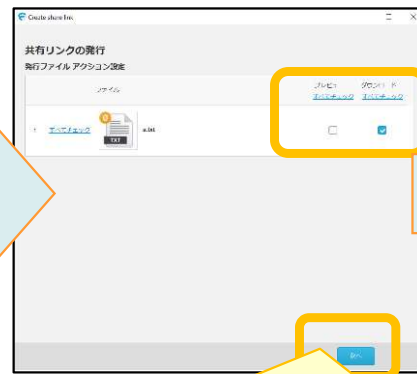 Create share link
共有リンクの発行
発行ファイル アクション設定
ファイル
プレビュー ダウンロード
すべてチェック すべてチェック
1 すべてチェック TXT a.txt
次へ